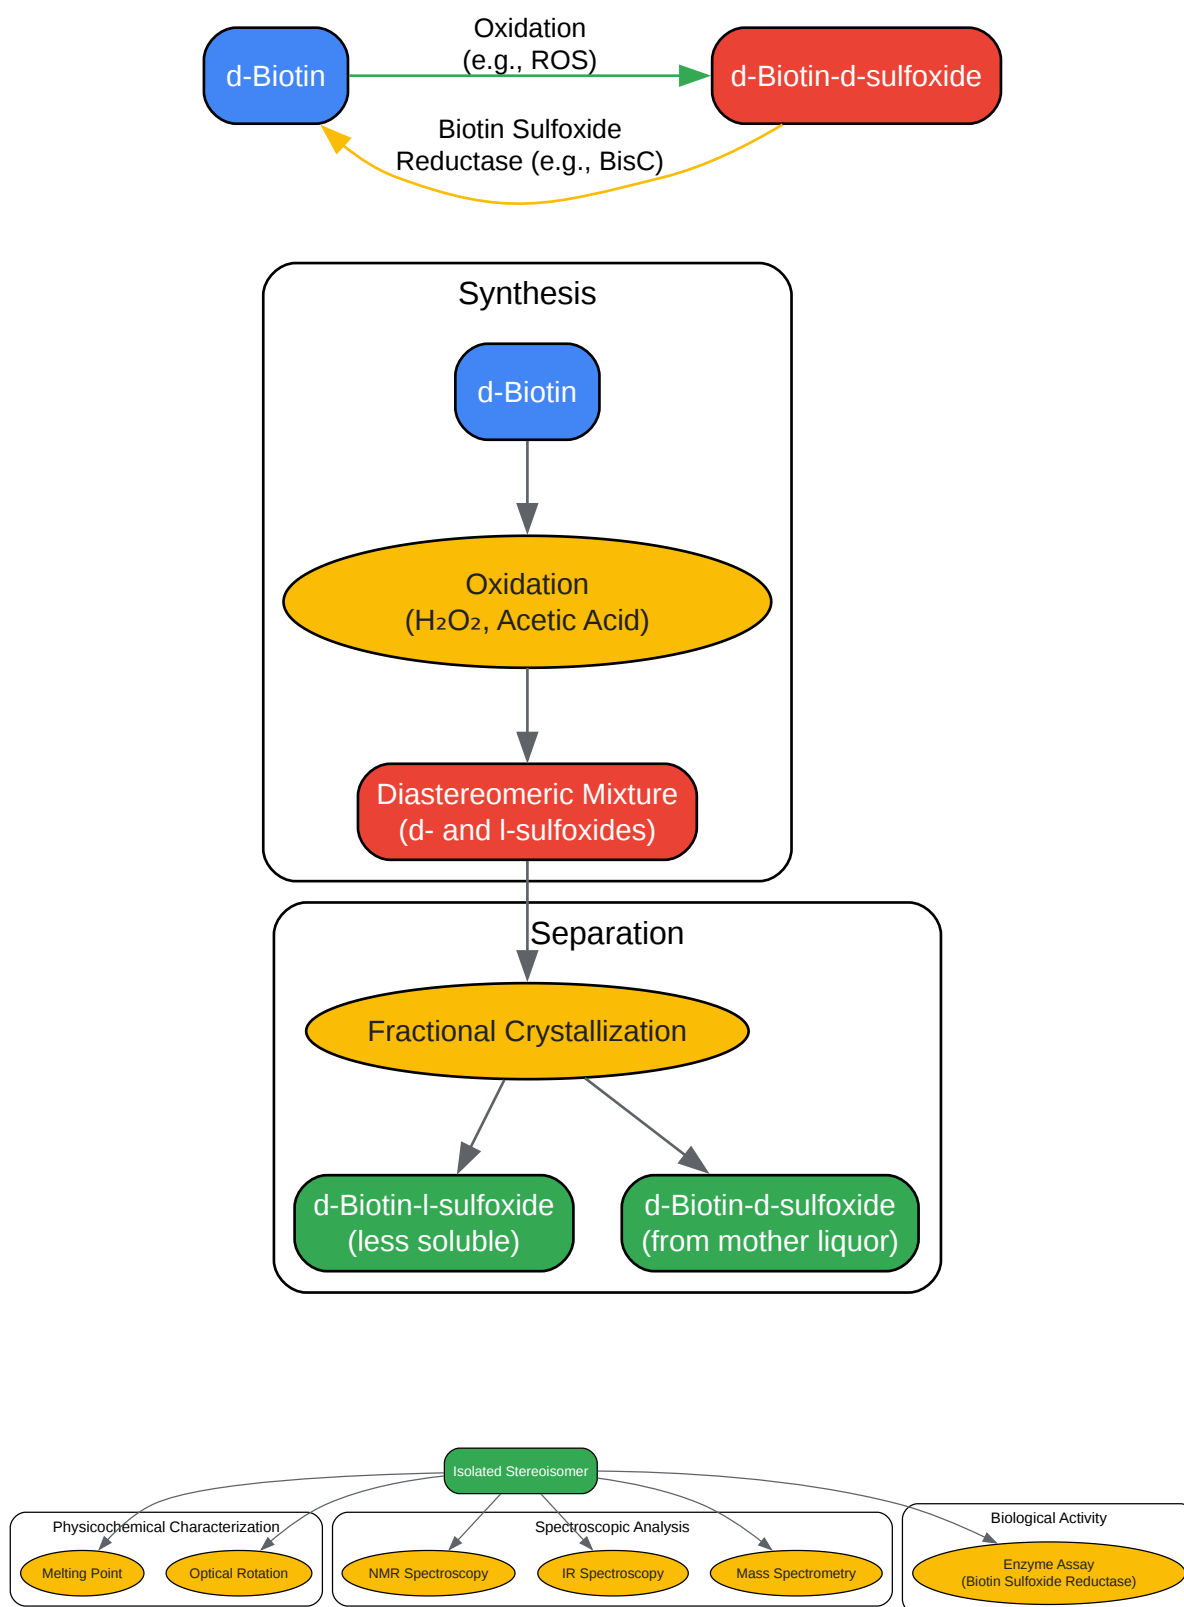 Oxidation
(e.g., ROS)
d-Biotin
d-Biotin-d-sulfoxide
Biotin Sulfoxide
Reductase (e.g., BisC)
Synthesis
d-Biotin
Oxidation
(H₂O₂, Acetic Acid)
Diastereomeric Mixture
(d- and l-sulfoxides)
Separation
Fractional Crystallization
d-Biotin-l-sulfoxide
(less soluble)
d-Biotin-d-sulfoxide
(from mother liquor)
Isolated Stereoisomer
Physicochemical Characterization
Melting Point
Optical Rotation
Spectroscopic Analysis
NMR Spectroscopy
IR Spectroscopy
Mass Spectrometry
Biological Activity
Enzyme Assay
(Biotin Sulfoxide Reductase)